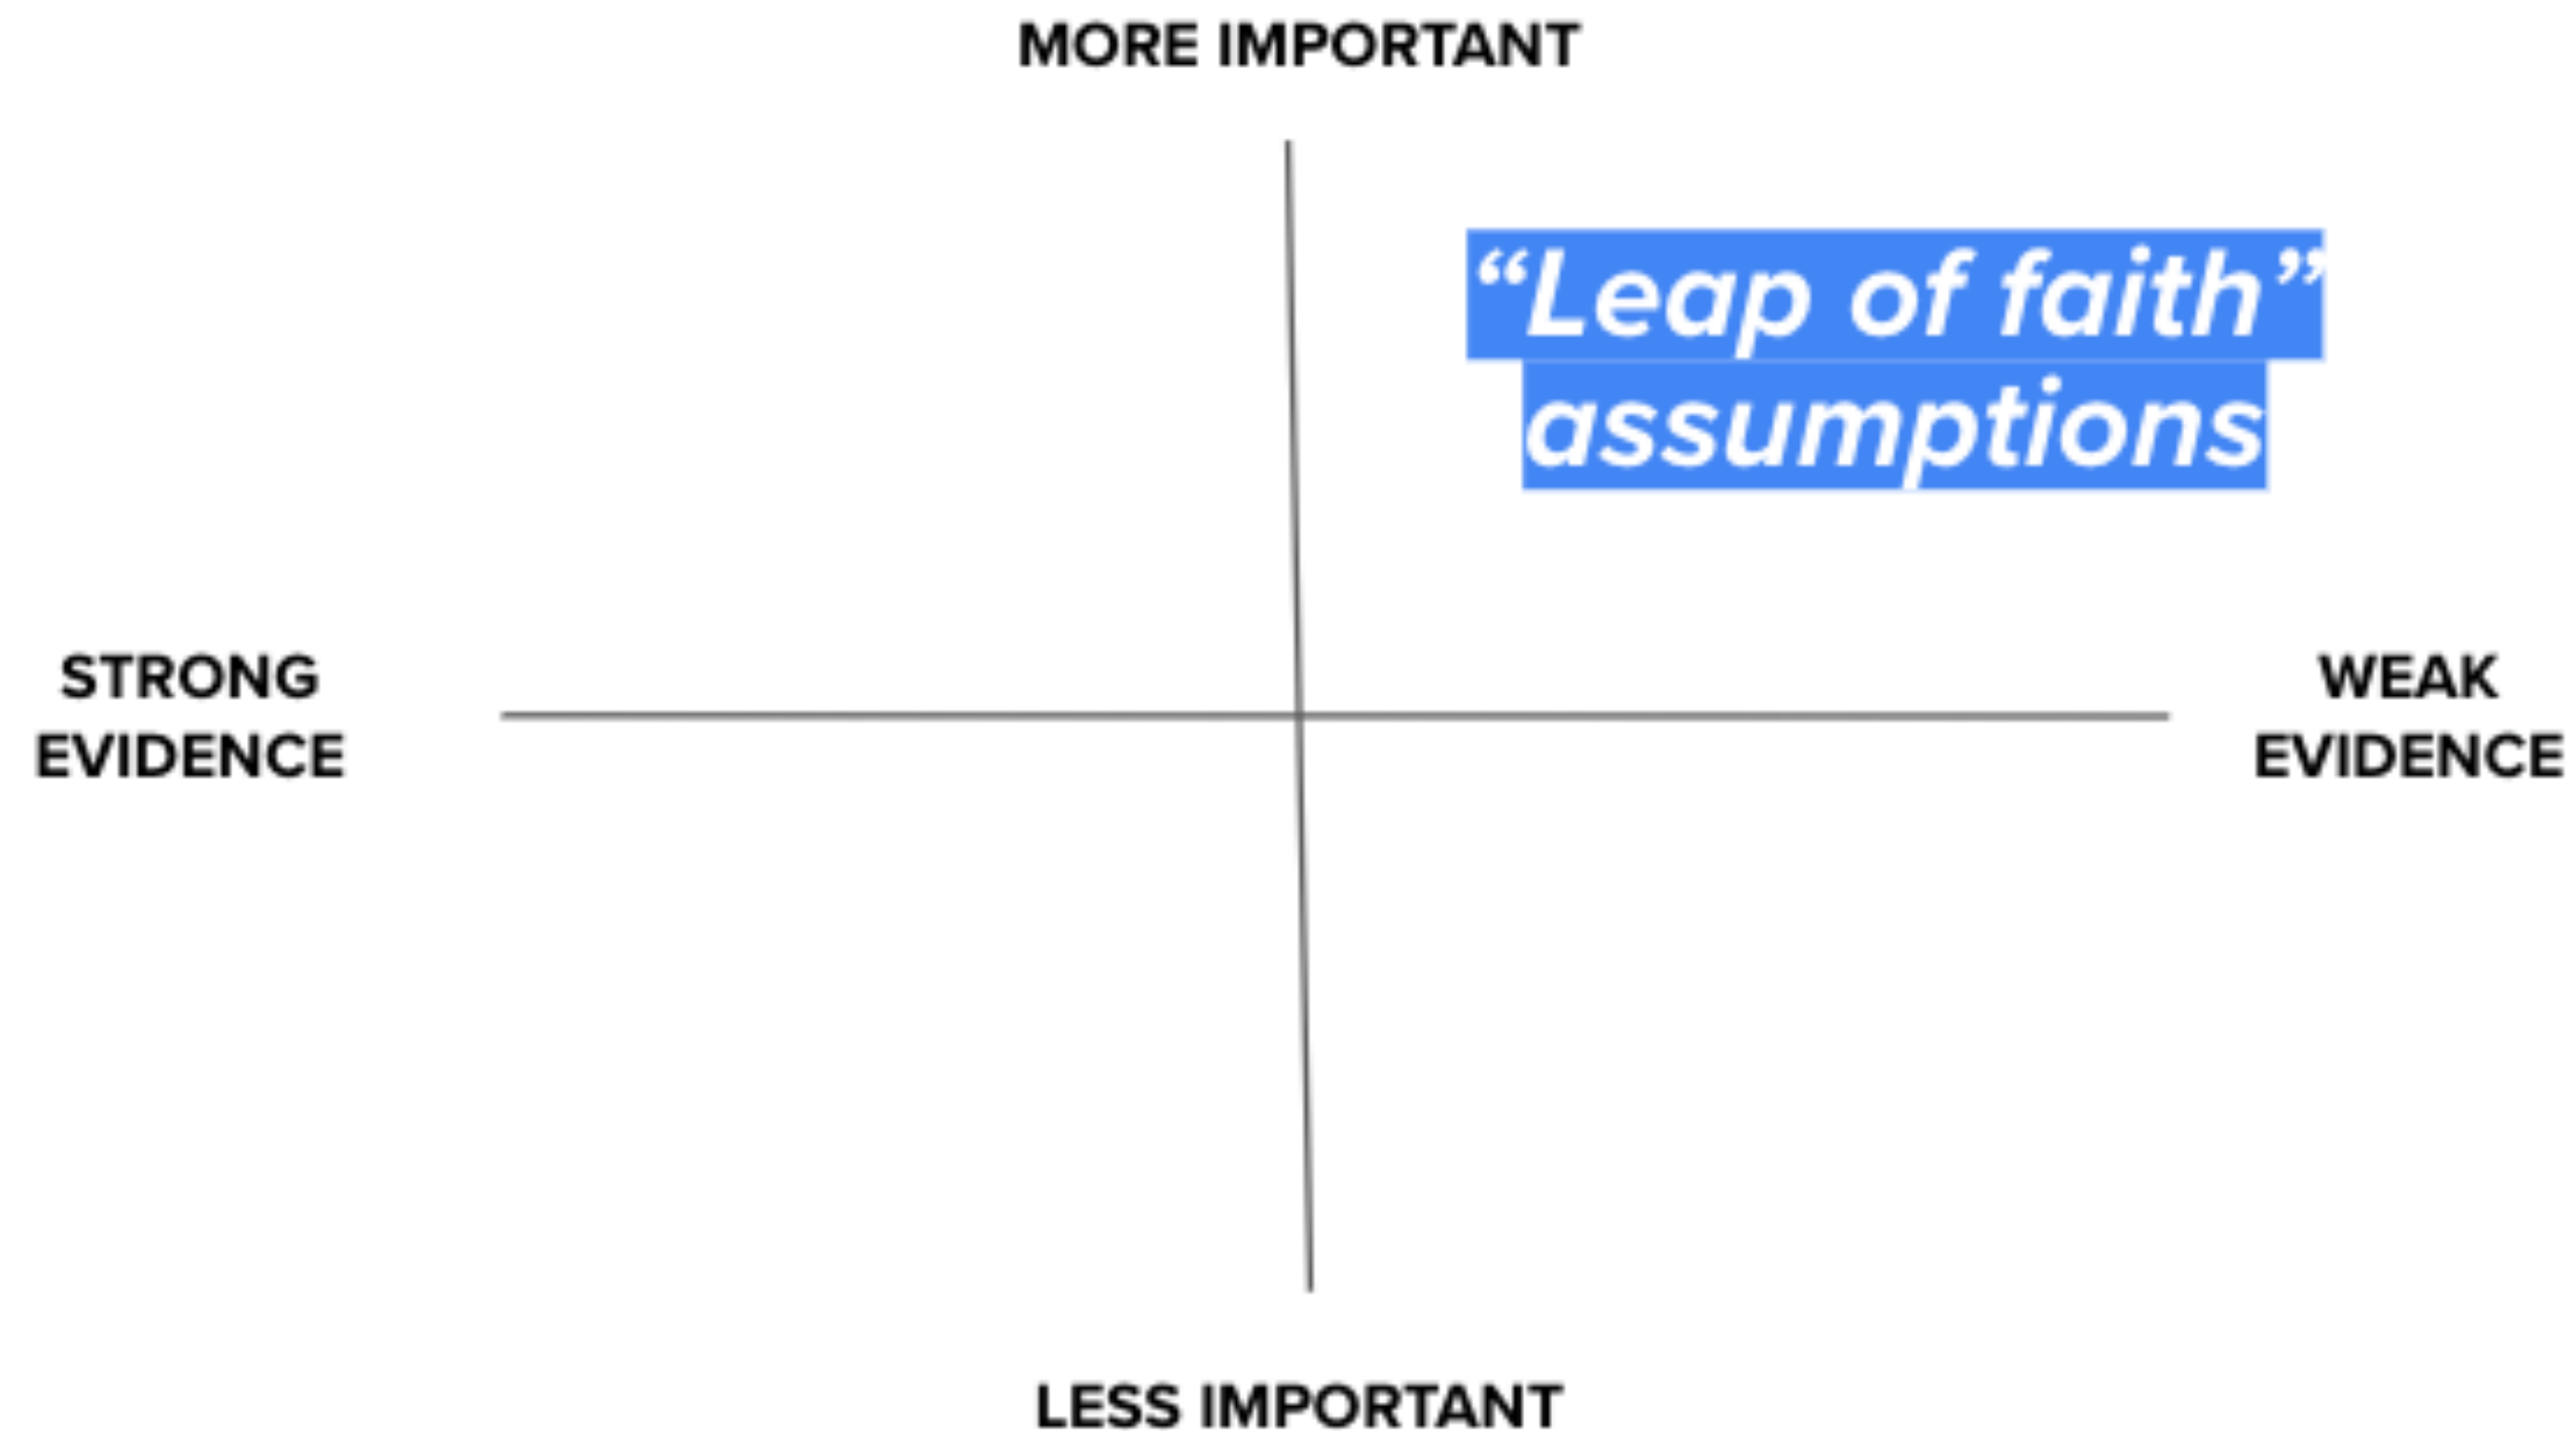 MORE IMPORTANT
“Leap of faith”
assumptions
STRONG
EVIDENCE
WEAK
EVIDENCE
LESS IMPORTANT